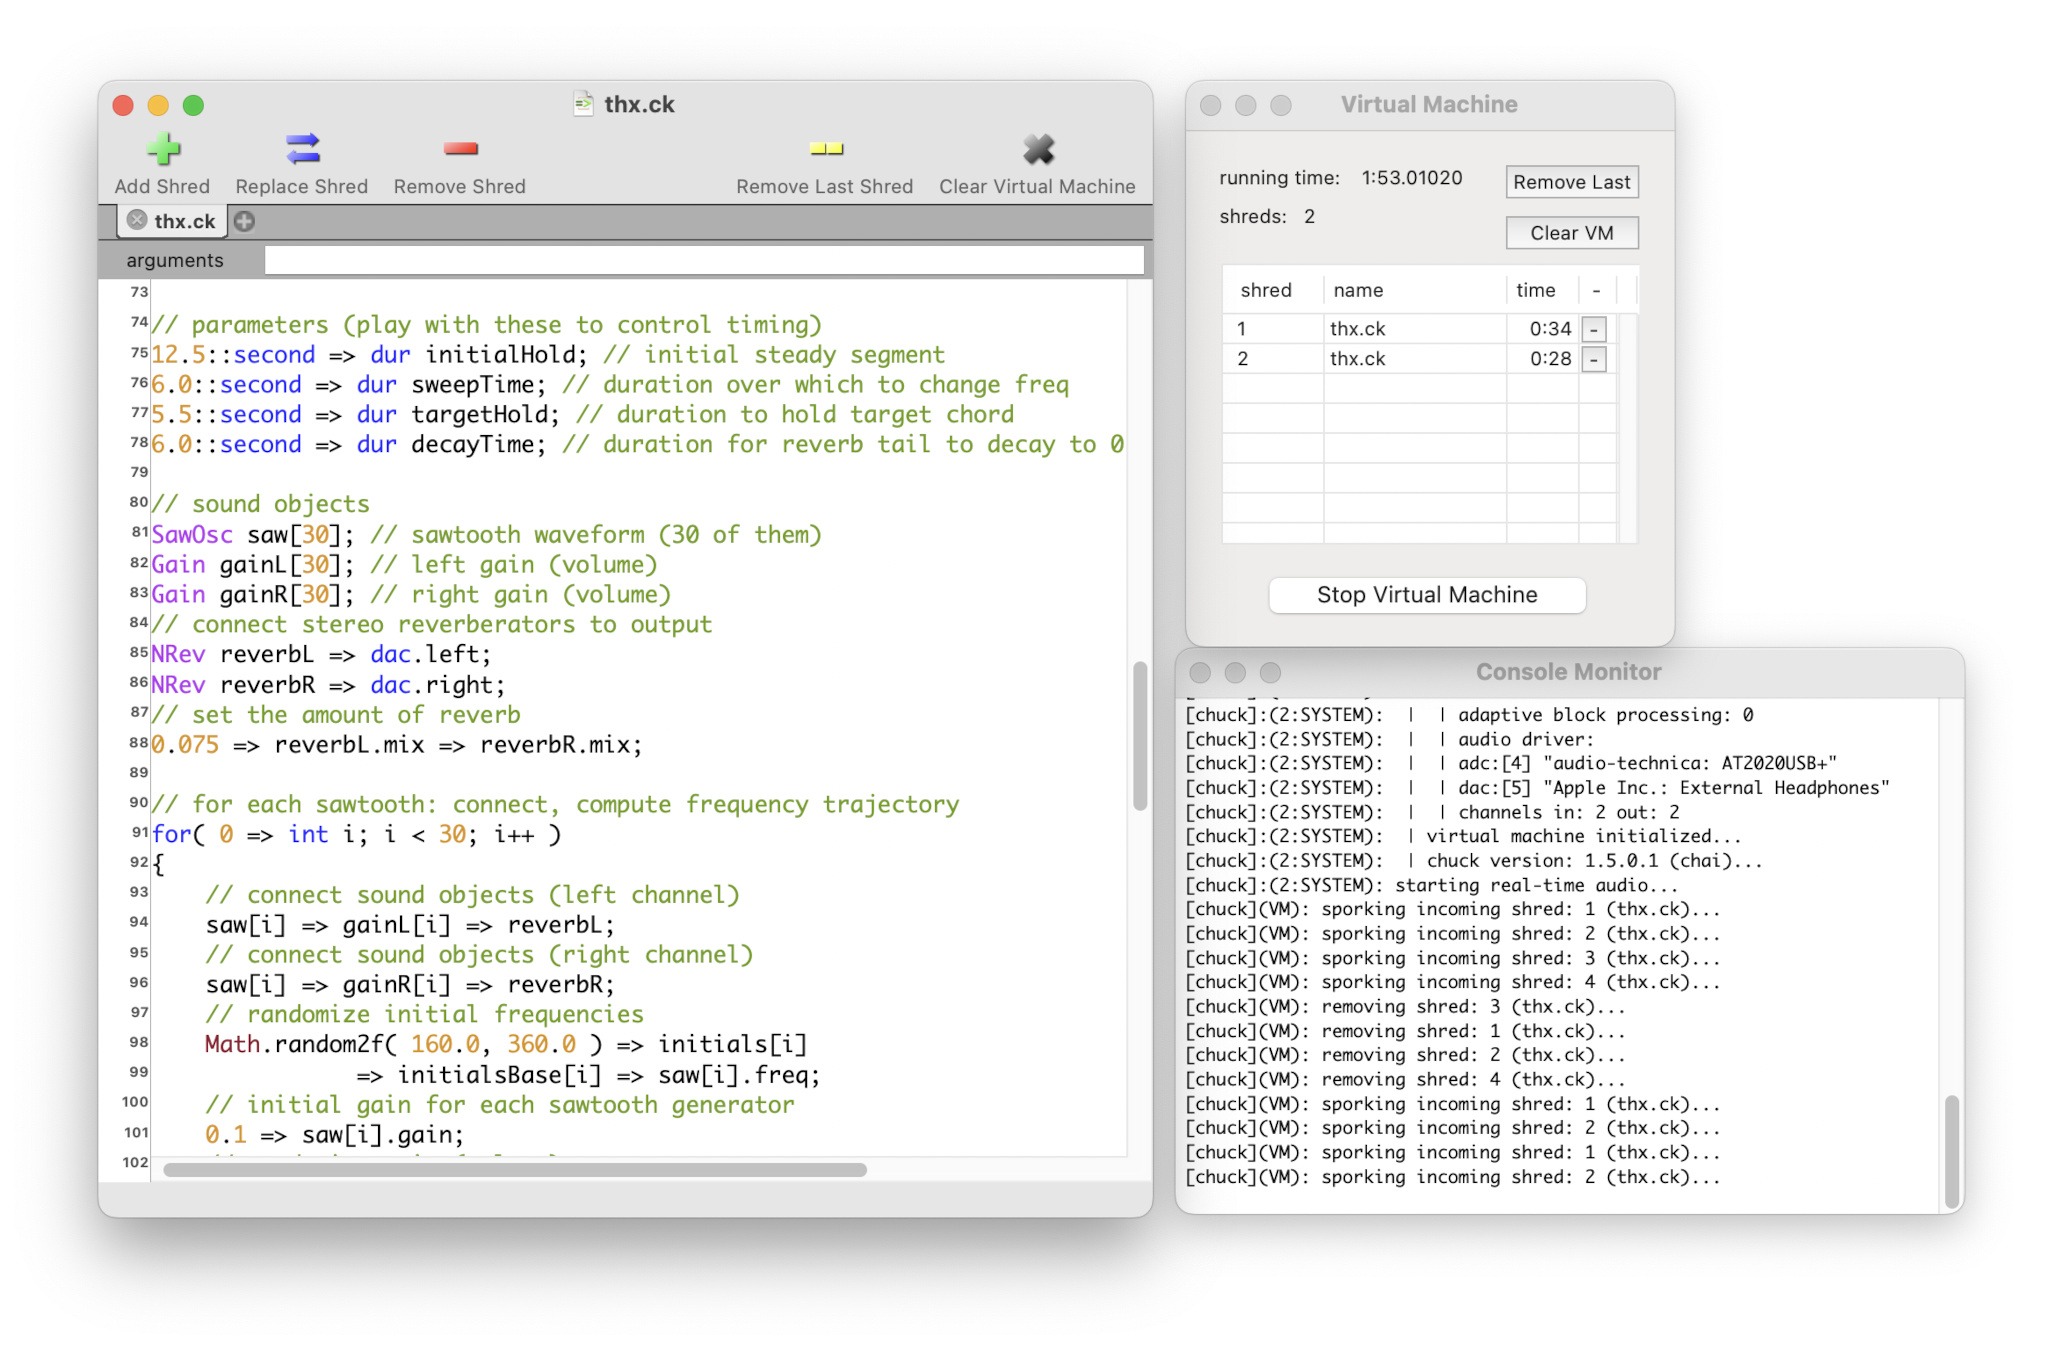 thx.ck
Add Shred
Replace Shred
Remove Shred
Remove Last Shred
Clear Virtual Machine
thx.ck
arguments
73
74 // parameters (play with these to control timing)
75 12.5::second => dur initialHold; // initial steady segment
76 6.0::second => dur sweepTime; // duration over which to change freq
77 5.5::second => dur targetHold; // duration to hold target chord
78 6.0::second => dur decayTime; // duration for reverb tail to decay to 0
79
80 // sound objects
81 SawOsc saw[30]; // sawtooth waveform (30 of them)
82 Gain gainL[30]; // left gain (volume)
83 Gain gainR[30]; // right gain (volume)
84 // connect stereo reverberators to output
85 NRev reverbL => dac.left;
86 NRev reverbR => dac.right;
87 // set the amount of reverb
88 0.075 => reverbL.mix => reverbR.mix;
89
90 // for each sawtooth: connect, compute frequency trajectory
91 for( 0 => int i; i < 30; i++ )
92 {
93     // connect sound objects (left channel)
94     saw[i] => gainL[i] => reverbL;
95     // connect sound objects (right channel)
96     saw[i] => gainR[i] => reverbR;
97     // randomize initial frequencies
98     Math.random2f( 160.0, 360.0 ) => initials[i]
99                => initialsBase[i] => saw[i].freq;
100     // initial gain for each sawtooth generator
101     0.1 => saw[i].gain;
102
Virtual Machine
running time: 1:53.01020
Remove Last
shreds: 2
Clear VM
shred name time -
1 thx.ck 0:34 -
2 thx.ck 0:28 -
Stop Virtual Machine
Console Monitor
[chuck]:(2:SYSTEM):  |  | adaptive block processing: 0
[chuck]:(2:SYSTEM):  |  | audio driver:
[chuck]:(2:SYSTEM):  |  | adc:[4] "audio-technica: AT2020USB+"
[chuck]:(2:SYSTEM):  |  | dac:[5] "Apple Inc.: External Headphones"
[chuck]:(2:SYSTEM):  |  | channels in: 2 out: 2
[chuck]:(2:SYSTEM):  | virtual machine initialized...
[chuck]:(2:SYSTEM):  | chuck version: 1.5.0.1 (chai)...
[chuck]:(2:SYSTEM): starting real-time audio...
[chuck](VM): sporking incoming shred: 1 (thx.ck)...
[chuck](VM): sporking incoming shred: 2 (thx.ck)...
[chuck](VM): sporking incoming shred: 3 (thx.ck)...
[chuck](VM): sporking incoming shred: 4 (thx.ck)...
[chuck](VM): removing shred: 3 (thx.ck)...
[chuck](VM): removing shred: 1 (thx.ck)...
[chuck](VM): removing shred: 2 (thx.ck)...
[chuck](VM): removing shred: 4 (thx.ck)...
[chuck](VM): sporking incoming shred: 1 (thx.ck)...
[chuck](VM): sporking incoming shred: 2 (thx.ck)...
[chuck](VM): sporking incoming shred: 1 (thx.ck)...
[chuck](VM): sporking incoming shred: 2 (thx.ck)...